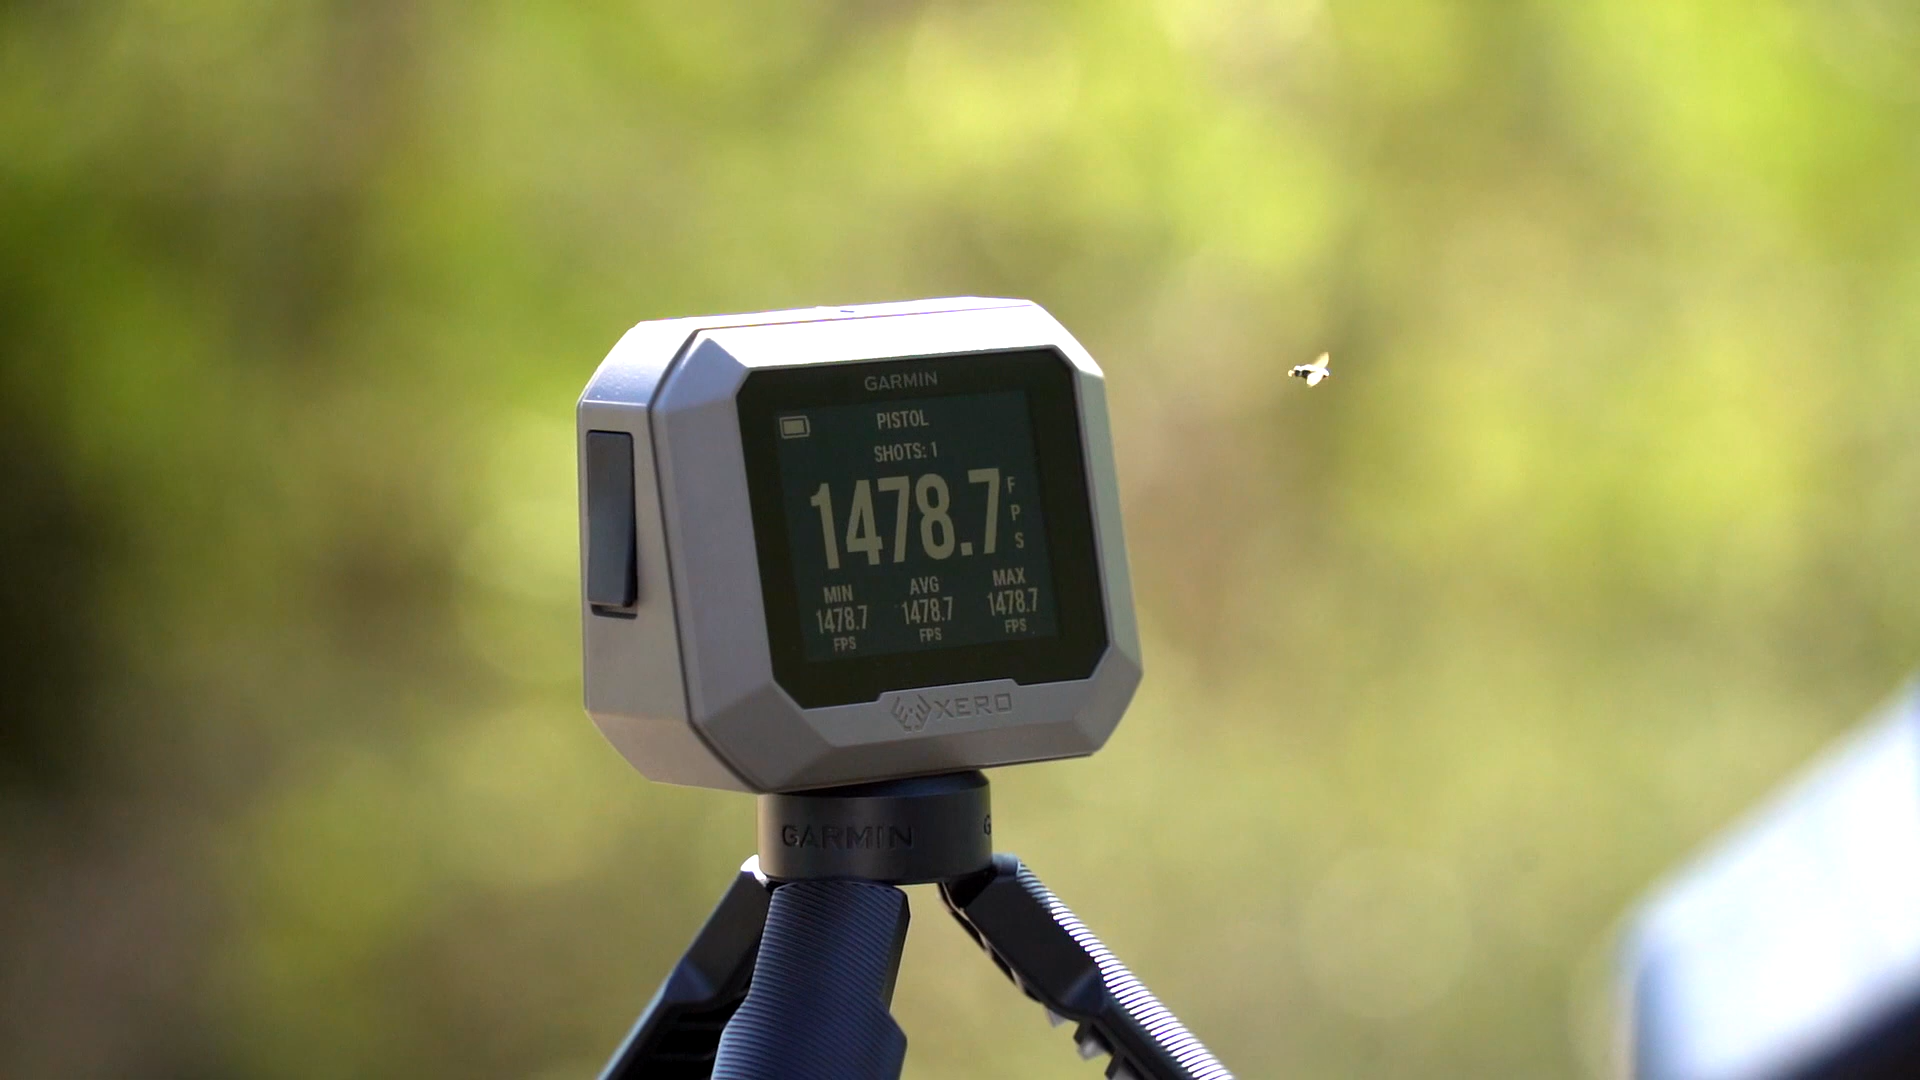 GARMIN
PISTOL
SHOTS: 1
1478.7 FPS
MIN AVG MAX
1478.7 1478.7 1478.7
FPS FPS FPS
XERO
GARMIN G